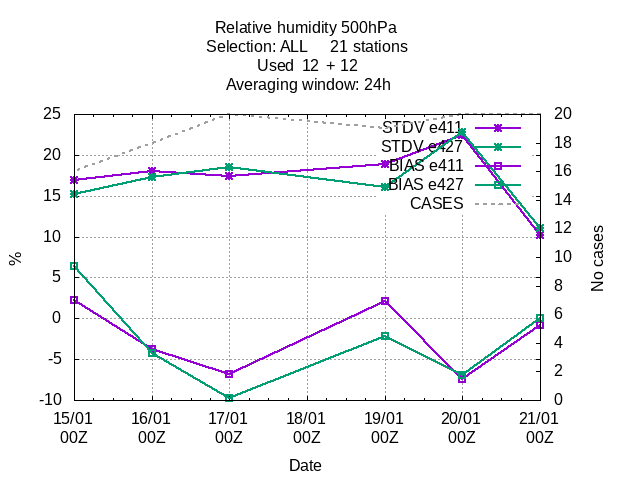 Relative humidity 500hPa
Selection: ALL 21 stations
Used 12 + 12
Averaging window: 24h
25
20
15
10
5
0
-5
-10
%
20
18
16
14
12
10
8
6
4
2
0
No cases
STDV e411
STDV e427
BIAS e411
BIAS e427
CASES
15/01 16/01 17/01 18/01 19/01 20/01 21/01
00Z 00Z 00Z 00Z 00Z 00Z 00Z
Date